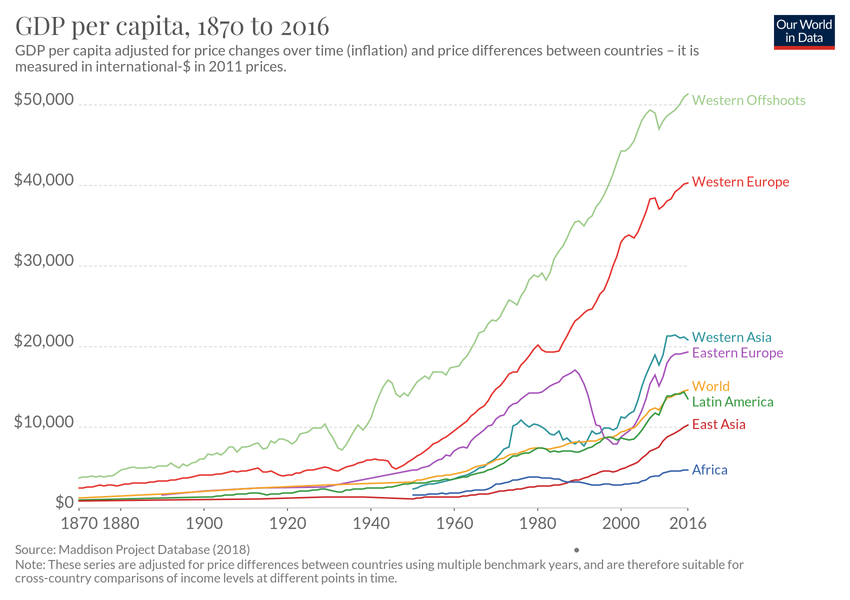 GDP per capita, 1870 to 2016
Our World
in Data
GDP per capita adjusted for price changes over time (inflation) and price differences between countries – it is
measured in international-$ in 2011 prices.
$50,000
Western Offshoots
$40,000
Western Europe
$30,000
$20,000
Western Asia
Eastern Europe
World
Latin America
$10,000
East Asia
Africa
$0
1870 1880 1900 1920 1940 1960 1980 2000 2016
Source: Maddison Project Database (2018)
Note: These series are adjusted for price differences between countries using multiple benchmark years, and are therefore suitable for
cross-country comparisons of income levels at different points in time.